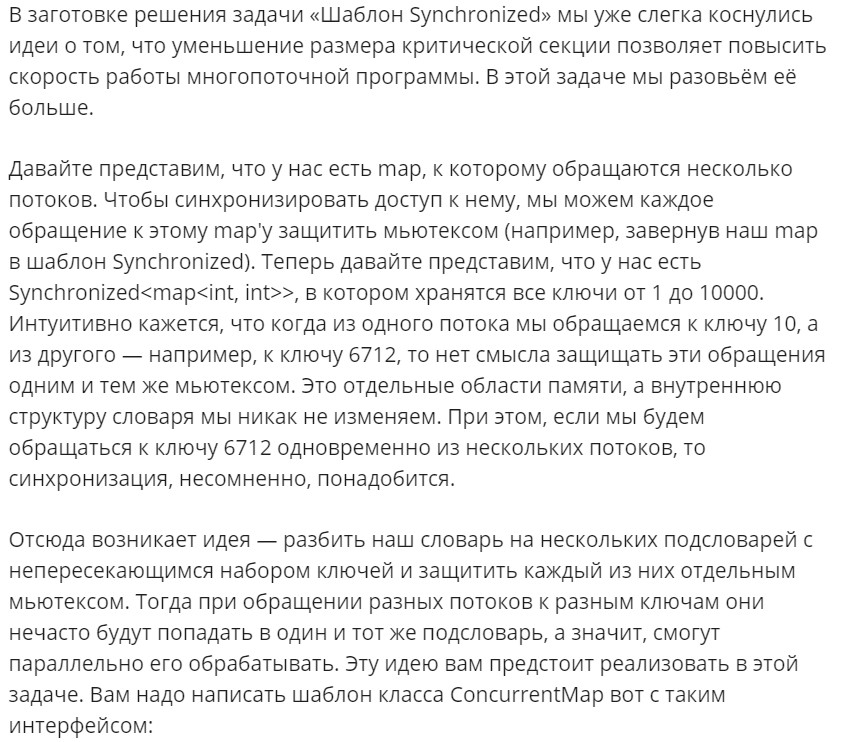 В заготовке решения задачи «Шаблон Synchronized» мы уже слегка коснулись
идеи о том, что уменьшение размера критической секции позволяет повысить
скорость работы многопоточной программы. В этой задаче мы разовьём её
больше.
Давайте представим, что у нас есть map, к которому обращаются несколько
потоков. Чтобы синхронизировать доступ к нему, мы можем каждое
обращение к этому map'у защитить мьютексом (например, завернув наш map
в шаблон Synchronized). Теперь давайте представим, что у нас есть
Synchronized<map<int, int>>, в котором хранятся все ключи от 1 до 10000.
Интуитивно кажется, что когда из одного потока мы обращаемся к ключу 10, а
из другого — например, к ключу 6712, то нет смысла защищать эти обращения
одним и тем же мьютексом. Это отдельные области памяти, а внутреннюю
структуру словаря мы никак не изменяем. При этом, если мы будем
обращаться к ключу 6712 одновременно из нескольких потоков, то
синхронизация, несомненно, понадобится.
Отсюда возникает идея — разбить наш словарь на нескольких подсловарей с
непересекающимся набором ключей и защитить каждый из них отдельным
мьютексом. Тогда при обращении разных потоков к разным ключам они
нечасто будут попадать в один и тот же подсловарь, а значит, смогут
параллельно его обрабатывать. Эту идею вам предстоит реализовать в этой
задаче. Вам надо написать шаблон класса ConcurrentMap вот с таким
интерфейсом: